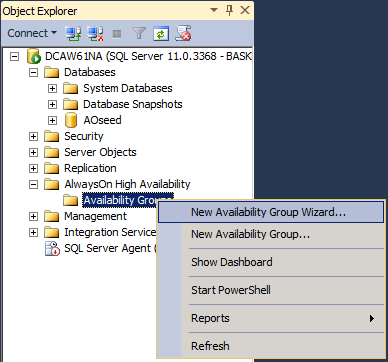 Object Explorer
Connect
DCAW61NA (SQL Server 11.0.3368 - BASK
Databases
System Databases
Database Snapshots
AOseed
Security
Server Objects
Replication
AlwaysOn High Availability
Availability Groups
New Availability Group Wizard...
Management
New Availability Group...
Integration Service
SQL Server Agent (
Show Dashboard
Start PowerShell
Reports
Refresh